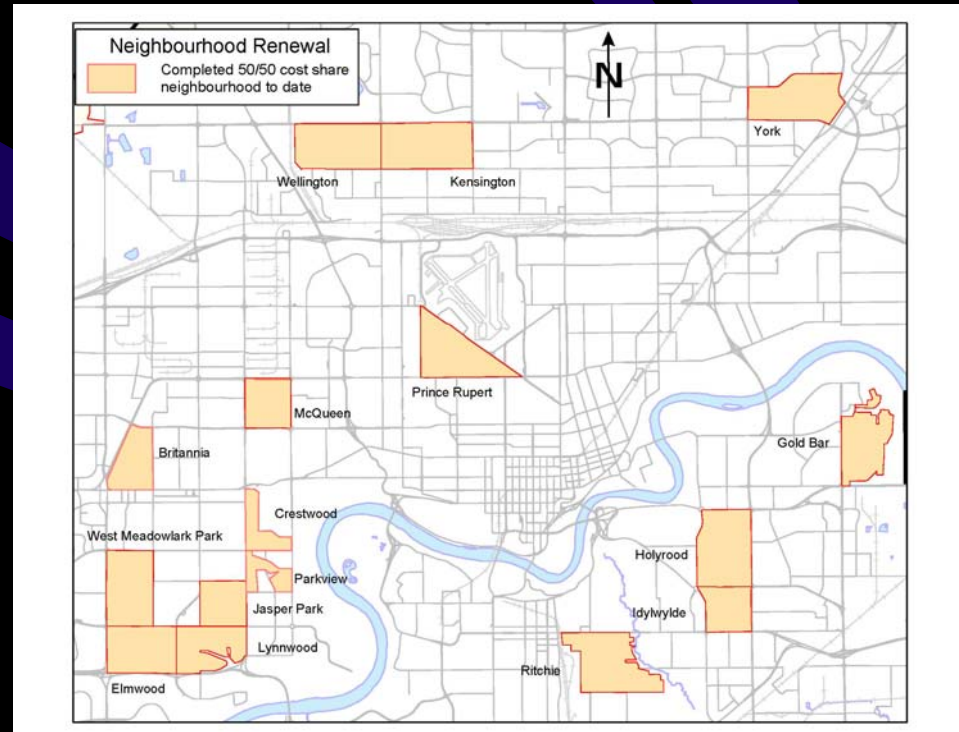 Neighbourhood Renewal
Completed 50/50 cost share
neighbourhood to date
N
York
Wellington
Kensington
Prince Rupert
McQueen
Gold Bar
Britannia
Crestwood
West Meadowlark Park
Holyrood
Parkview
Jasper Park
Idylwylde
Lynnwood
Ritchie
Elmwood